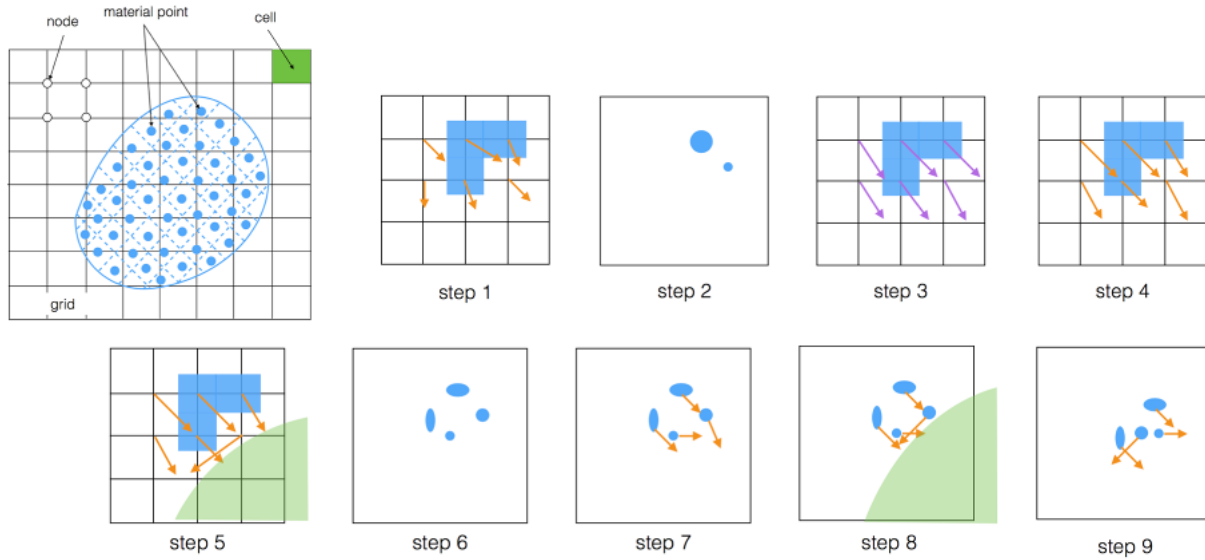 node
material point
cell
grid
step 1
step 2
step 3
step 4
step 5
step 6
step 7
step 8
step 9